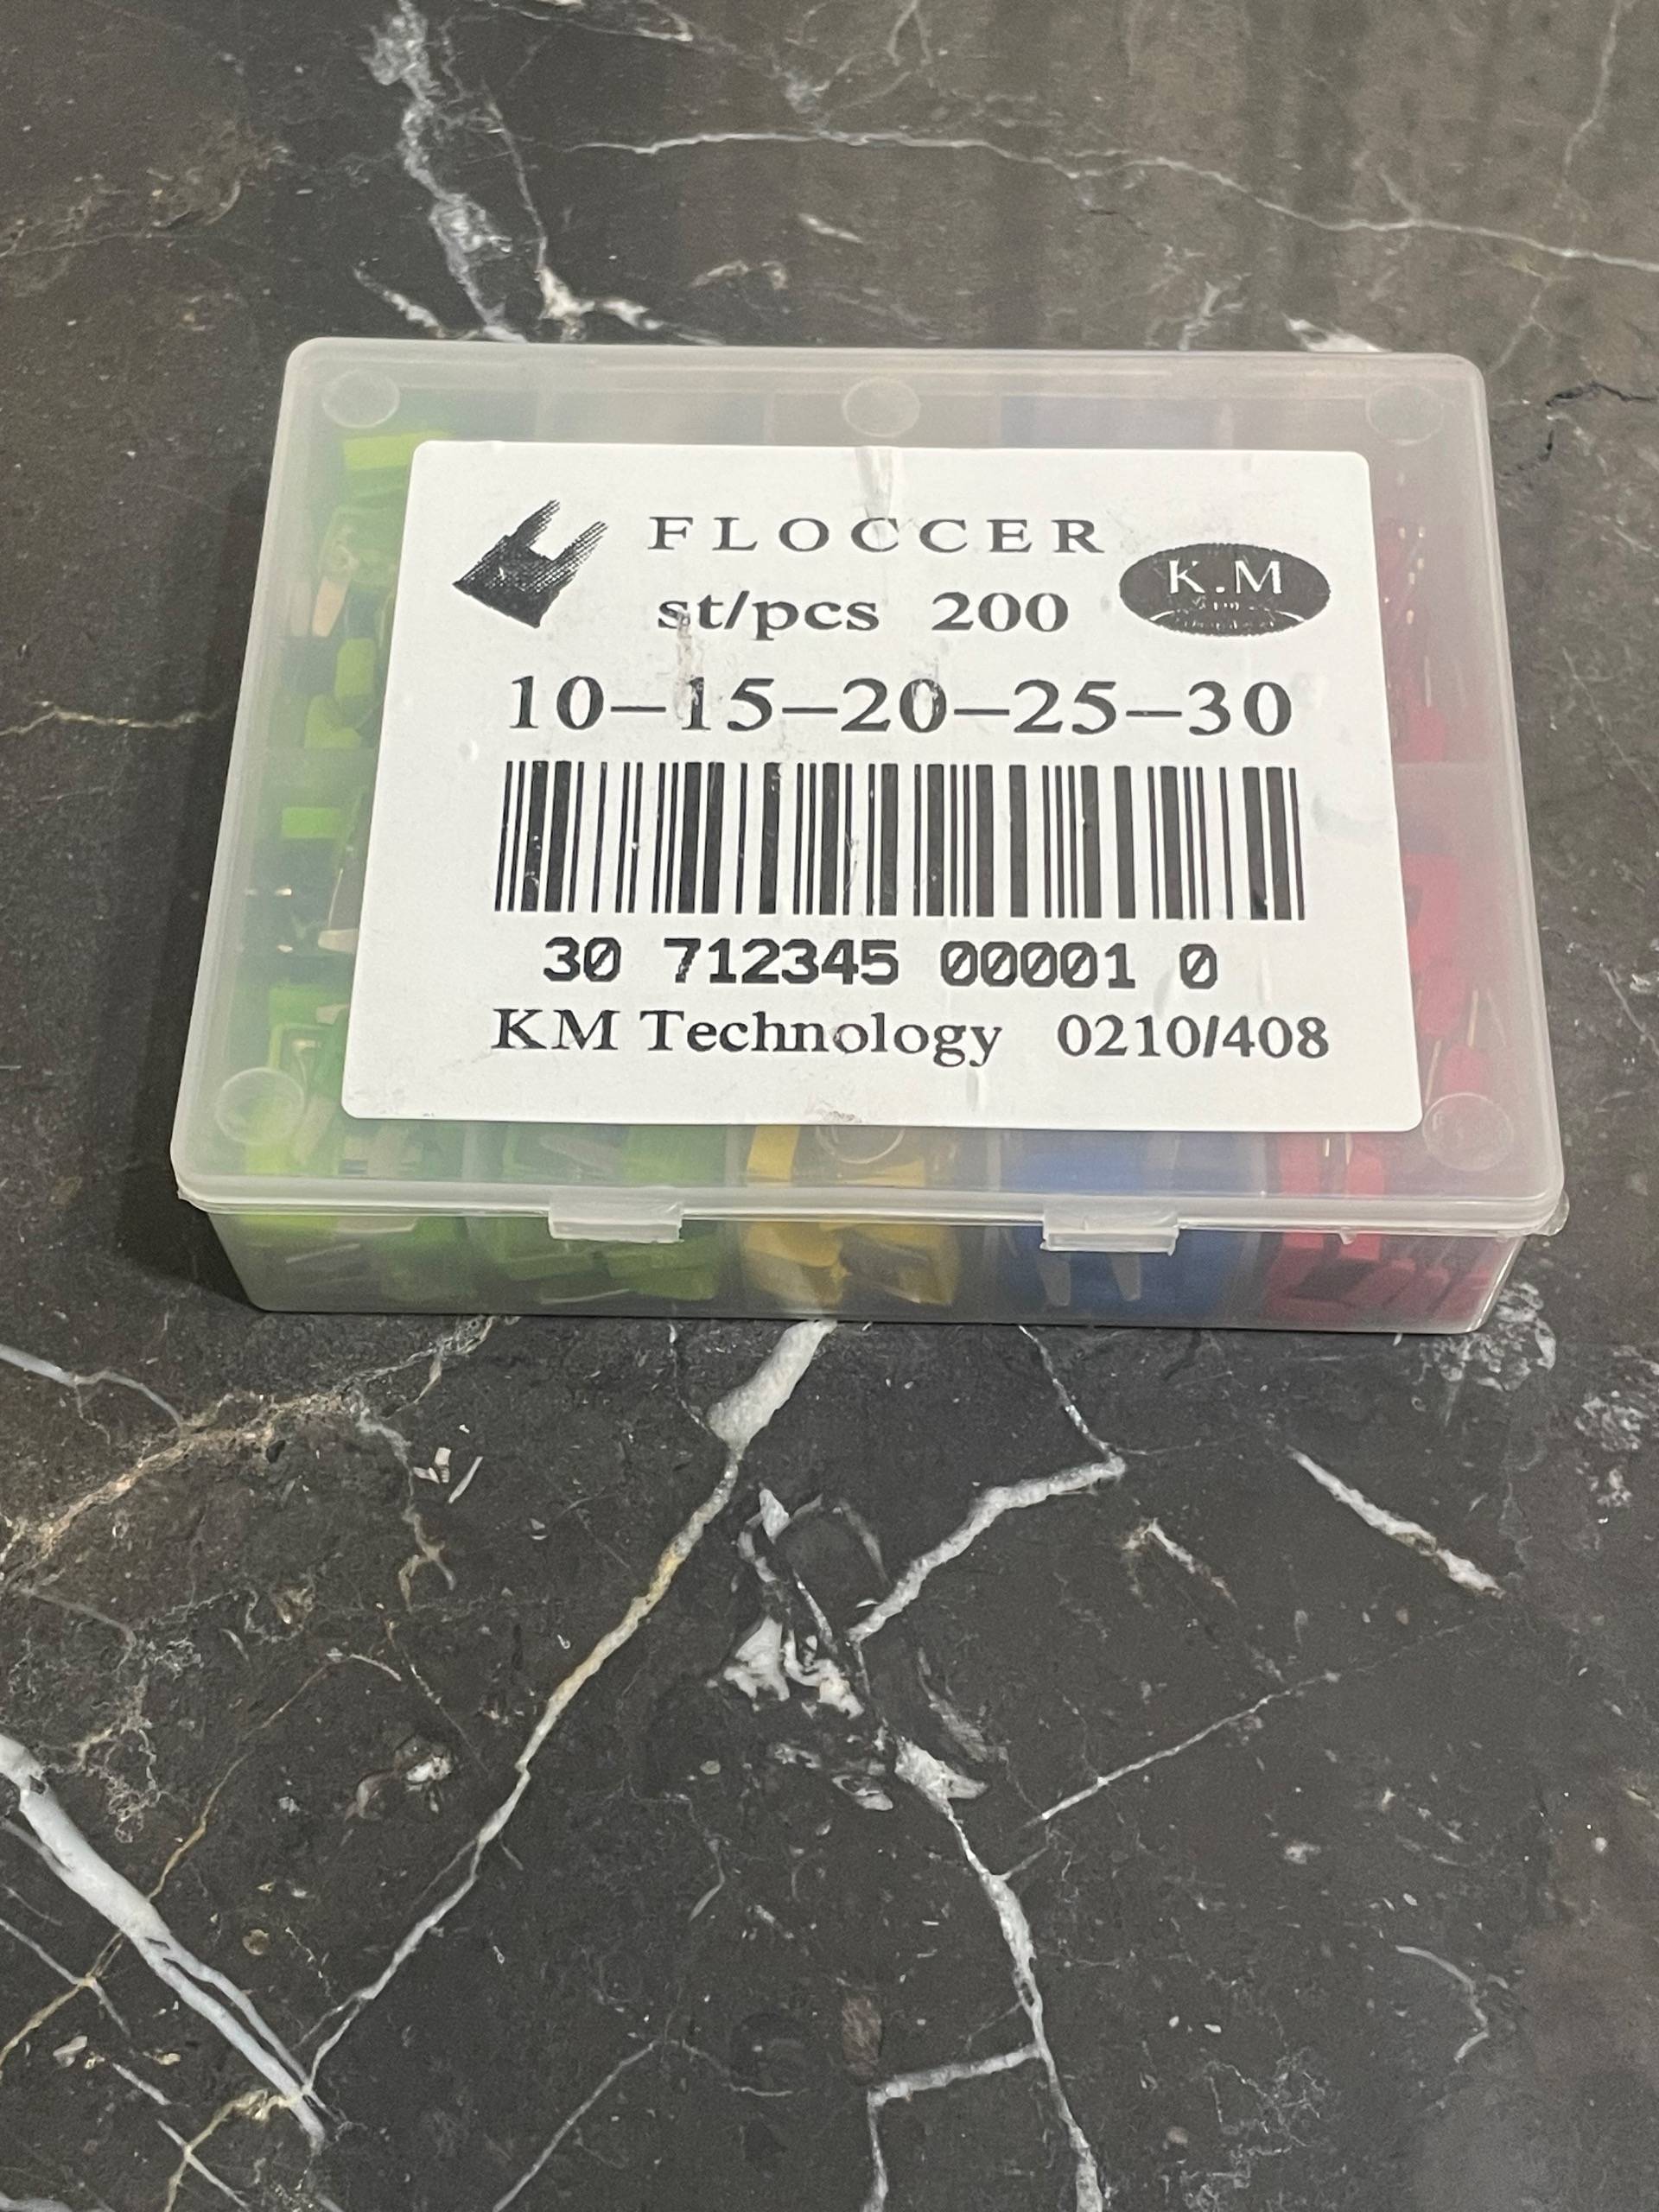 FLOCCER
st/pcs 200
K.M
10–15–20–25–30
30 712345 00001 0
KM Technology 0210/408